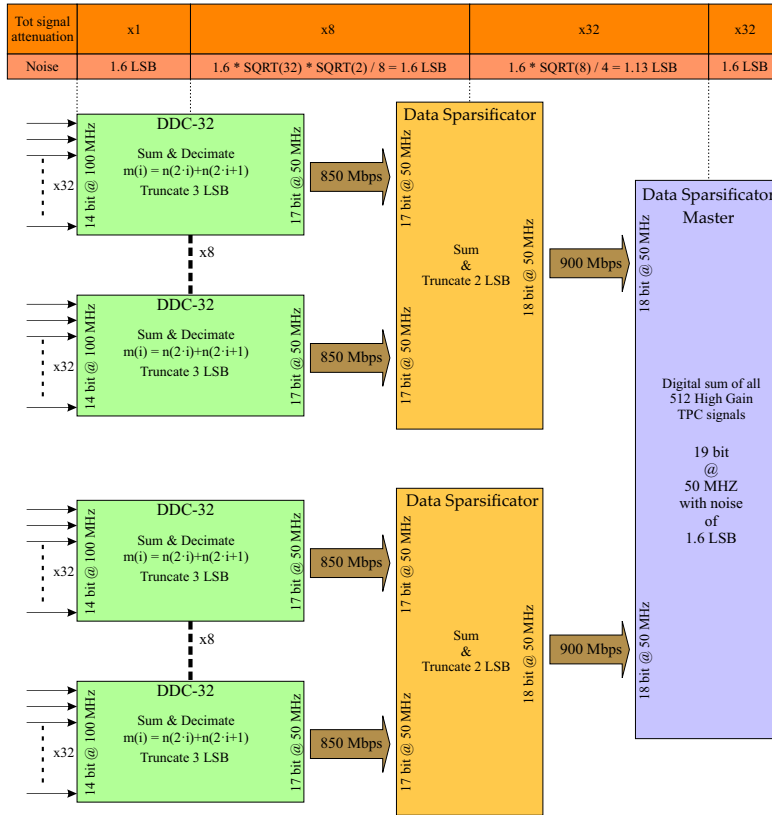 Tot signal
attenuation
x1
x8
x32
x32
Noise
1.6 LSB
1.6 * SQRT(32) * SQRT(2) / 8 = 1.6 LSB
1.6 * SQRT(8) / 4 = 1.13 LSB
1.6 LSB
DDC-32
Sum & Decimate
m(i) = n(2·i)+n(2·i+1)
Truncate 3 LSB
14 bit @ 100 MHz
17 bit @ 50 MHz
x32
850 Mbps
x8
DDC-32
Sum & Decimate
m(i) = n(2·i)+n(2·i+1)
Truncate 3 LSB
14 bit @ 100 MHz
17 bit @ 50 MHz
x32
850 Mbps
Data Sparsificator
17 bit @ 50 MHz
Sum
&
Truncate 2 LSB
18 bit @ 50 MHz
17 bit @ 50 MHz
900 Mbps
DDC-32
Sum & Decimate
m(i) = n(2·i)+n(2·i+1)
Truncate 3 LSB
14 bit @ 100 MHz
17 bit @ 50 MHz
x32
850 Mbps
x8
DDC-32
Sum & Decimate
m(i) = n(2·i)+n(2·i+1)
Truncate 3 LSB
14 bit @ 100 MHz
17 bit @ 50 MHz
x32
850 Mbps
Data Sparsificator
17 bit @ 50 MHz
Sum
&
Truncate 2 LSB
18 bit @ 50 MHz
17 bit @ 50 MHz
900 Mbps
Data Sparsificator
Master
18 bit @ 50 MHz
Digital sum of all
512 High Gain
TPC signals
19 bit
@
50 MHZ
with noise
of
1.6 LSB
18 bit @ 50 MHz